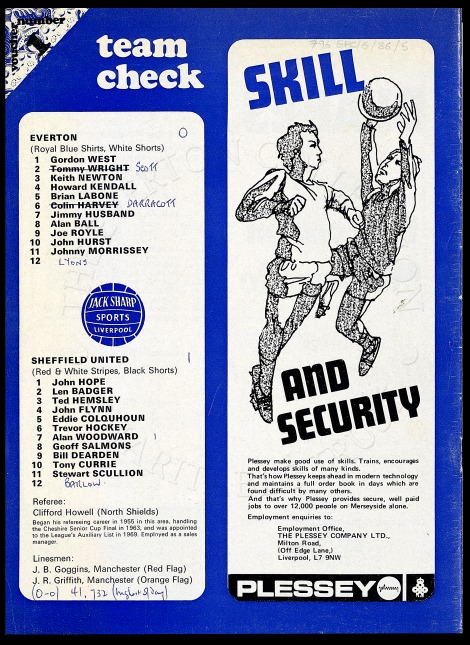 voucher
number
1
team
check
796 EFC/6/86/5
EVERTON 0
(Royal Blue Shirts, White Shorts)
1 Gordon WEST
2 Tommy WRIGHT SCOTT
3 Keith NEWTON
4 Howard KENDALL
5 Brian LABONE
6 Colin HARVEY DARRACOTT
7 Jimmy HUSBAND
8 Alan BALL
9 Joe ROYLE
10 John HURST
11 Johnny MORRISSEY
12 LYONS
JACK SHARP
SPORTS
LIVERPOOL
SHEFFIELD UNITED 1
(Red & White Stripes, Black Shorts)
1 John HOPE
2 Len BADGER
3 Ted HEMSLEY
4 John FLYNN
5 Eddie COLQUHOUN
6 Trevor HOCKEY
7 Alan WOODWARD 1
8 Geoff SALMONS
9 Bill DEARDEN
10 Tony CURRIE
11 Stewart SCULLION
12 BARLOW
Referee:
Clifford Howell (North Shields)
Began his refereeing career in 1955 in this area, handling
the Cheshire Senior Cup Final in 1963, and was appointed
to the League's Auxiliary List in 1969. Employed as a sales
manager.
Linesmen:
J. B. Goggins, Manchester (Red Flag)
J. R. Griffith, Manchester (Orange Flag)
(0-0) 41,732 (highest of day)
SKILL
AND
SECURITY
Plessey make good use of skills. Trains, encourages
and develops skills of many kinds.
That's how Plessey keeps ahead in modern technology
and maintains a full order book in days which are
found difficult by many others.
And that's why Plessey provides secure, well paid
jobs to over 12,000 people on Merseyside alone.
Employment enquiries to:
Employment Office,
THE PLESSEY COMPANY LTD.,
Milton Road,
(Off Edge Lane,)
Liverpool, L7 9NW
PLESSEY